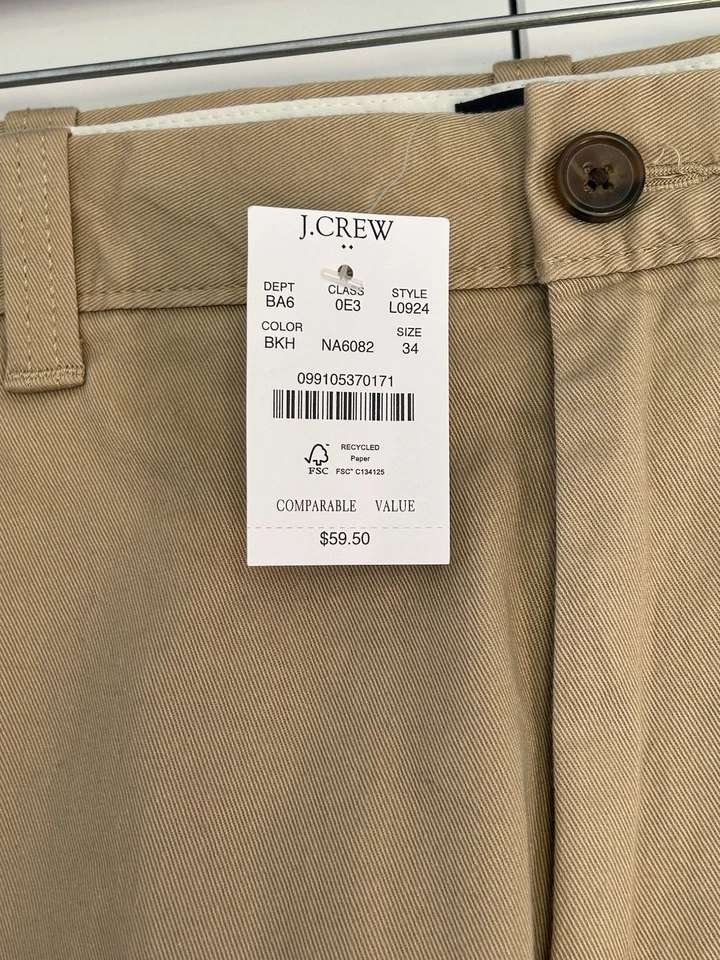 J.CREW
DEPT CLASS STYLE
BA6 0E3 L0924
COLOR SIZE
BKH NA6082 34
099105370171
RECYCLED
Paper
FSC™ C134125
FSC
COMPARABLE VALUE
$59.50